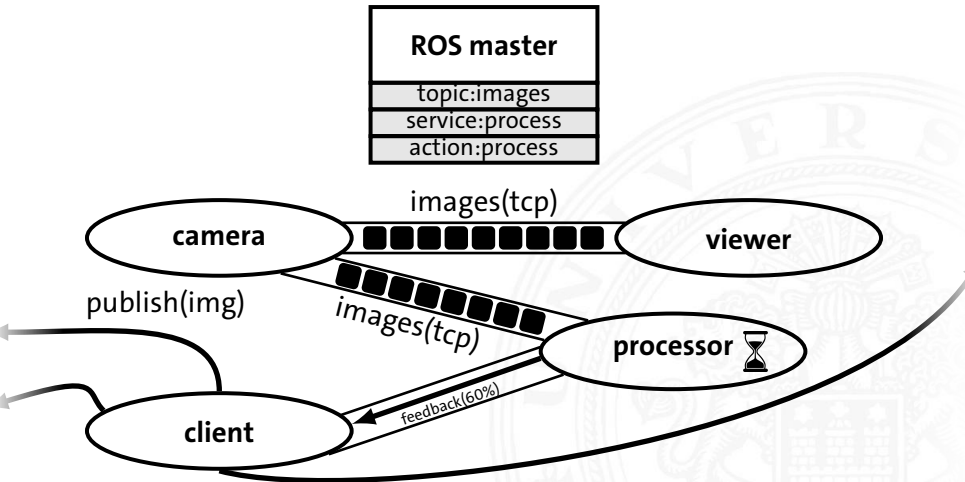 ROS master
topic:images
service:process
action:process
images(tcp)
camera
viewer
publish(img)
images(tcp)
processor
feedback(60%)
client
VERS